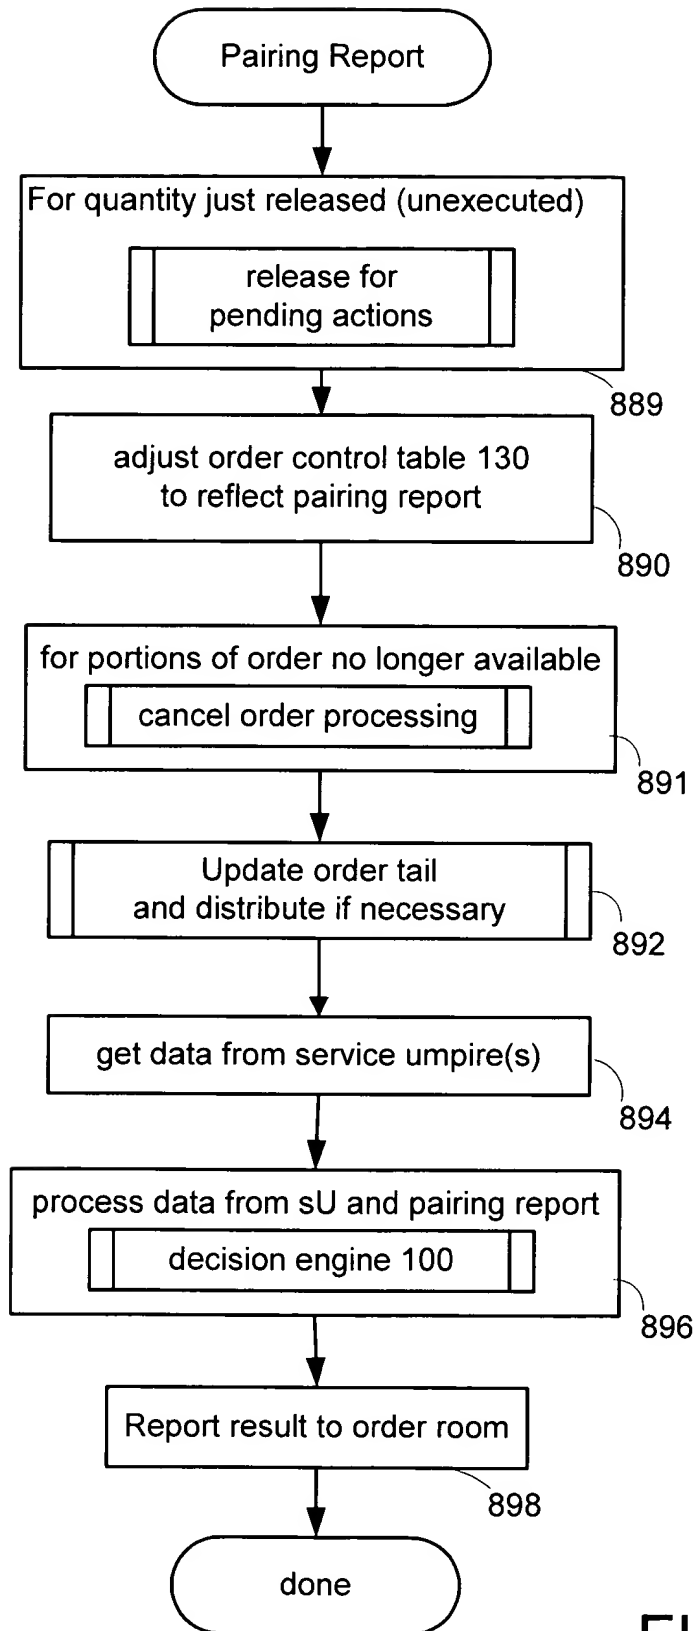 Pairing Report
For quantity just released (unexecuted)
release for
pending actions
889
adjust order control table 130
to reflect pairing report
890
for portions of order no longer available
cancel order processing
891
Update order tail
and distribute if necessary
892
get data from service umpire(s)
894
process data from sU and pairing report
decision engine 100
896
Report result to order room
898
done